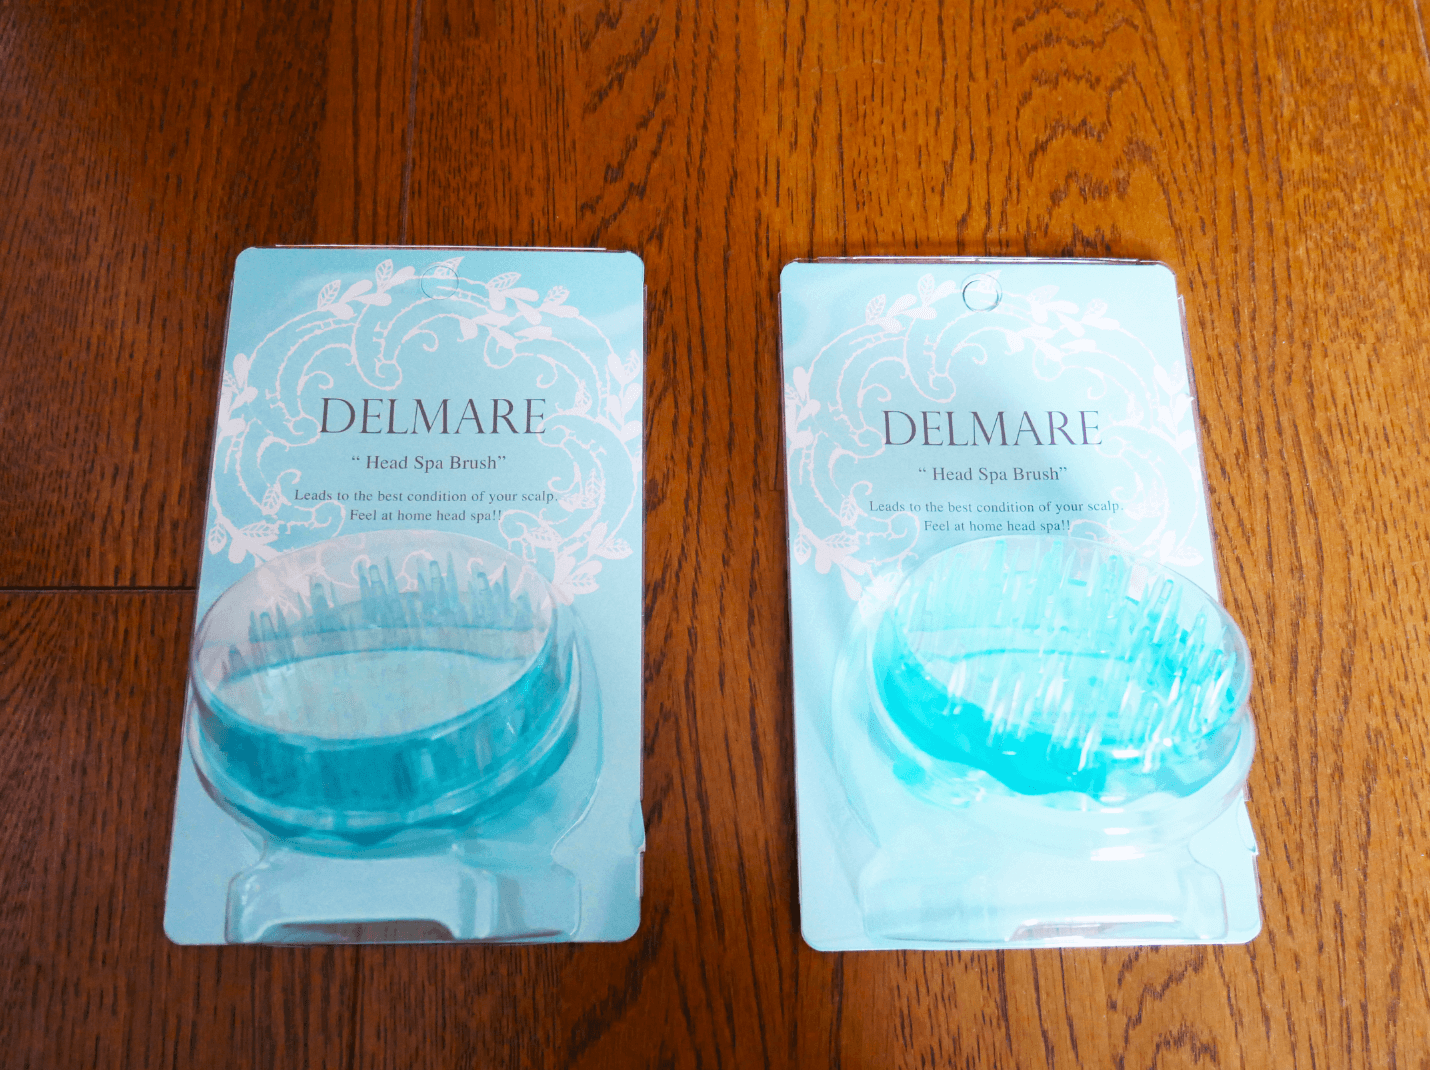 DELMARE
“ Head Spa Brush”
Leads to the best condition of your scalp.
Feel at home head spa!!
DELMARE
“ Head Spa Brush”
Leads to the best condition of your scalp.
Feel at home head spa!!